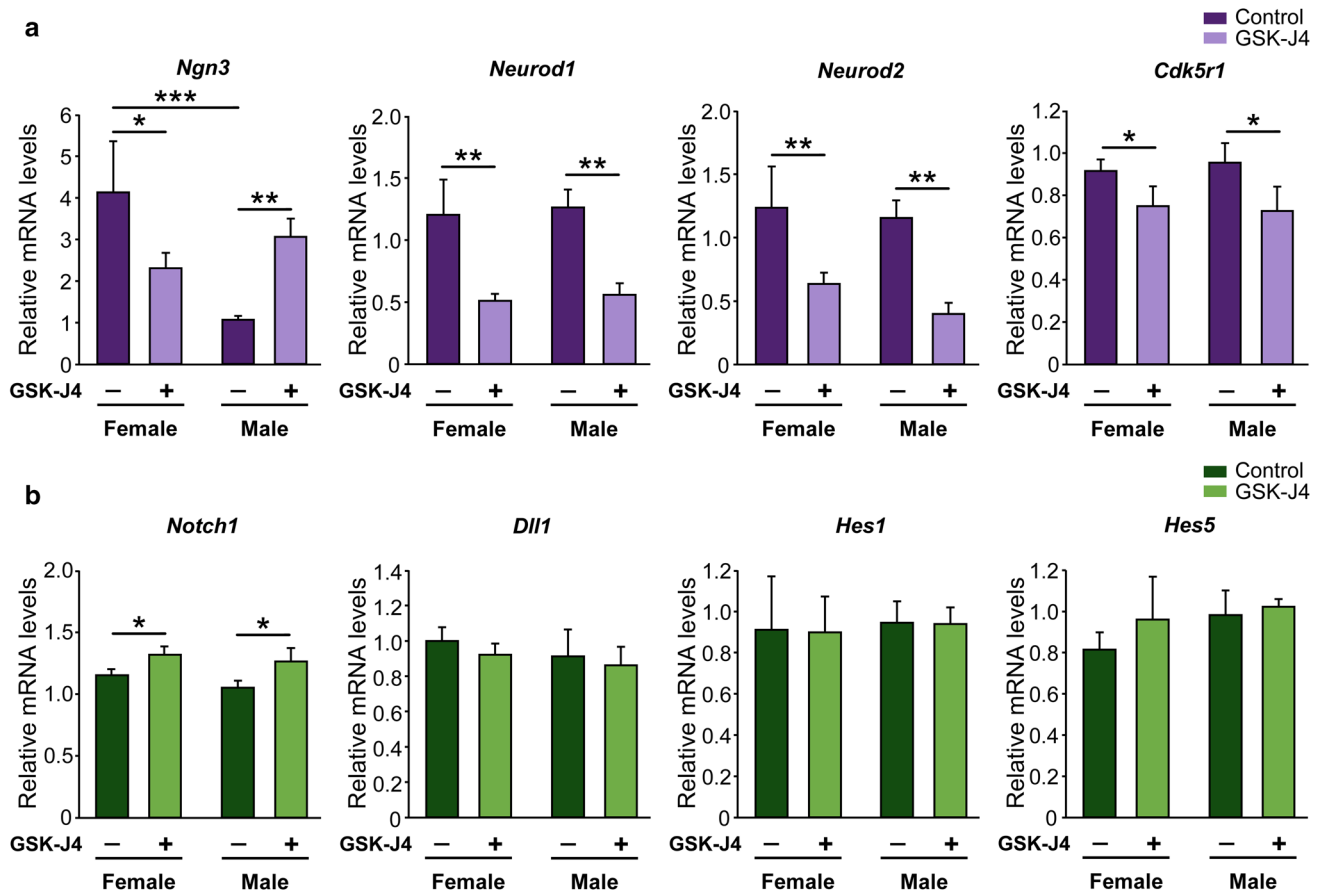 a
Control
GSK-J4
Ngn3
Neurod1
Neurod2
Cdk5r1
***
*
**
**
**
**
**
*
*
Relative mRNA levels
6
5
4
3
2
1
0
Relative mRNA levels
2.0
1.5
1.0
0.5
0
Relative mRNA levels
2.0
1.5
1.0
0.5
0
Relative mRNA levels
1.2
1.0
0.8
0.6
0.4
0.2
0
GSK-J4 – + – +
Female Male
GSK-J4 – + – +
Female Male
GSK-J4 – + – +
Female Male
GSK-J4 – + – +
Female Male
b
Control
GSK-J4
Notch1
Dll1
Hes1
Hes5
*
*
Relative mRNA levels
2.0
1.5
1.0
0.5
0
Relative mRNA levels
1.4
1.2
1.0
0.8
0.6
0.4
0.2
0
Relative mRNA levels
1.2
1.0
0.8
0.6
0.4
0.2
0
Relative mRNA levels
1.2
1.0
0.8
0.6
0.4
0.2
0
GSK-J4 – + – +
Female Male
GSK-J4 – + – +
Female Male
GSK-J4 – + – +
Female Male
GSK-J4 – + – +
Female Male